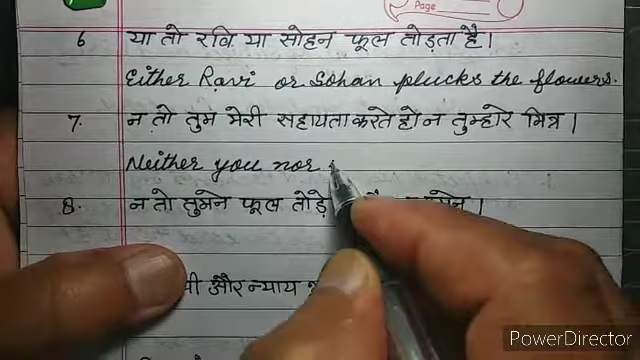 Page
6 या तो रवि या सोहन फूल तोड़ता है।
Either Ravi or Sohan plucks the flowers.
7. न तो तुम मेरी सहायता करते हो न तुम्हारे मित्र।
Neither you nor
8. न तो तुमने फूल तोड़े
और न्याय
PowerDirector